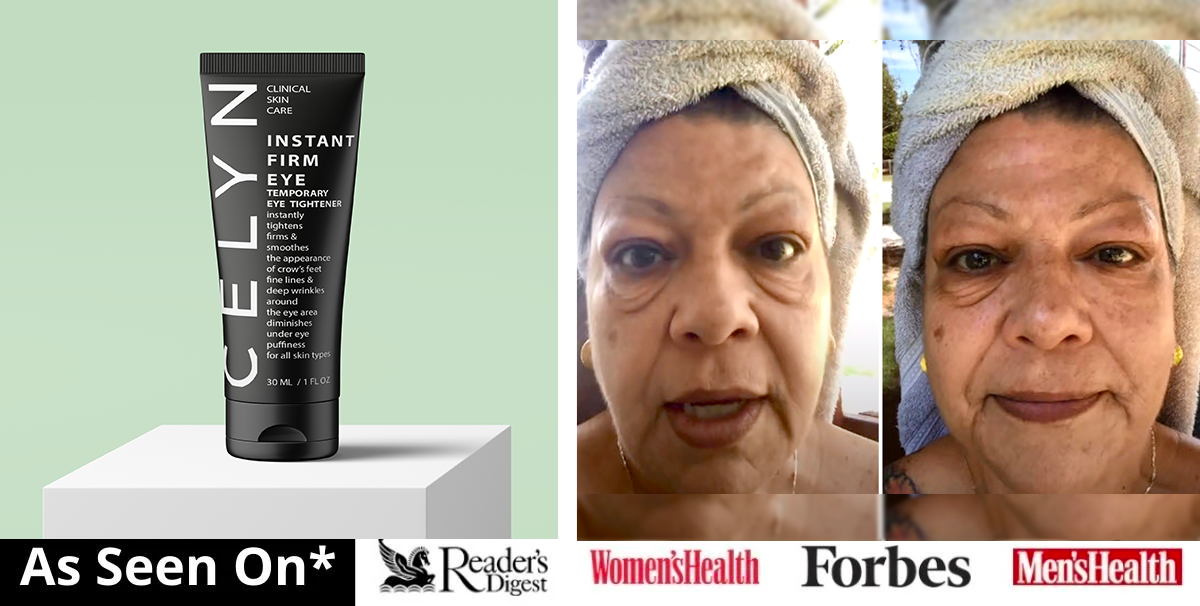 CELYN
CLINICAL
SKIN
CARE
INSTANT
FIRM
EYE
TEMPORARY
EYE TIGHTENER
instantly
tightens
firms &
smoothes
the appearance
of crow's feet
fine lines &
deep wrinkles
around
the eye area
diminishes
under eye
puffiness
for all skin types
30 ML / 1 FL OZ
As Seen On*
Reader's
Digest
Women'sHealth
Forbes
Men'sHealth